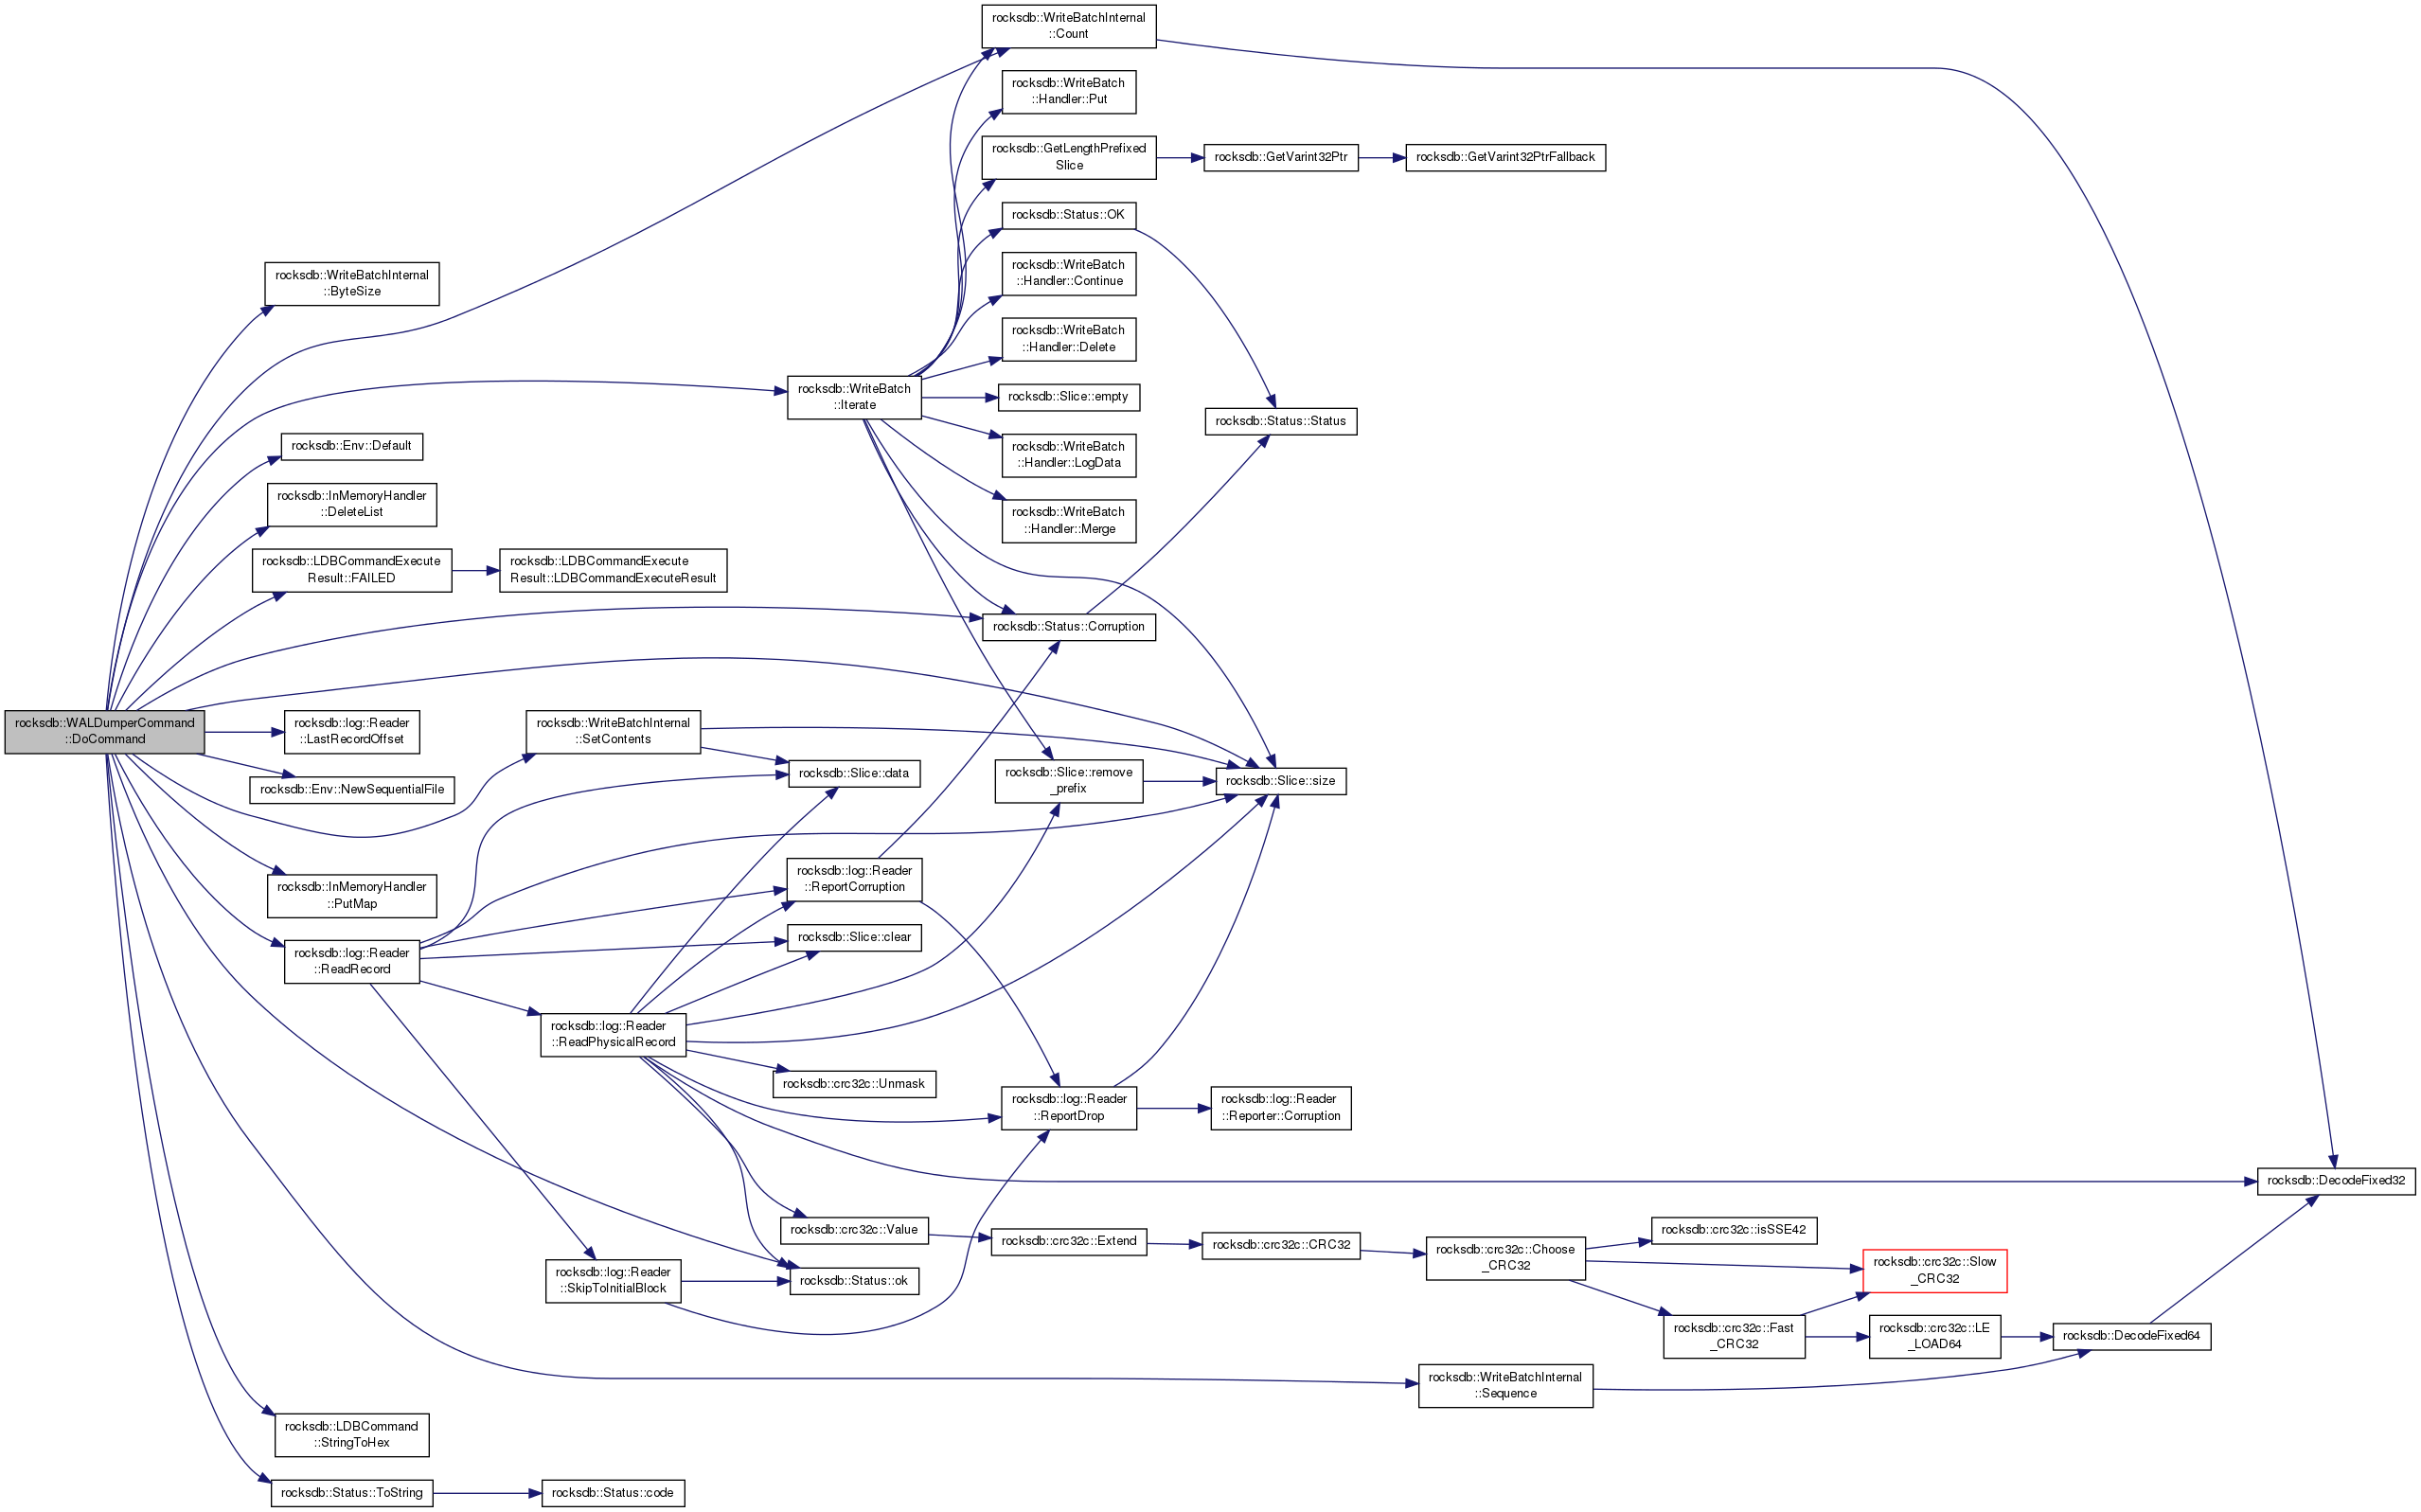 rocksdb::WriteBatchInternal
::Count
rocksdb::WriteBatch
::Handler::Put
rocksdb::GetLengthPrefixed
Slice
rocksdb::GetVarint32Ptr
rocksdb::GetVarint32PtrFallback
rocksdb::Status::OK
rocksdb::WriteBatchInternal
::ByteSize
rocksdb::WriteBatch
::Handler::Continue
rocksdb::WriteBatch
::Handler::Delete
rocksdb::WriteBatch
::Iterate
rocksdb::Slice::empty
rocksdb::Status::Status
rocksdb::Env::Default
rocksdb::WriteBatch
::Handler::LogData
rocksdb::InMemoryHandler
::DeleteList
rocksdb::WriteBatch
::Handler::Merge
rocksdb::LDBCommandExecute
Result::FAILED
rocksdb::LDBCommandExecute
Result::LDBCommandExecuteResult
rocksdb::Status::Corruption
rocksdb::WALDumperCommand
::DoCommand
rocksdb::log::Reader
::LastRecordOffset
rocksdb::WriteBatchInternal
::SetContents
rocksdb::Slice::data
rocksdb::Slice::remove
_prefix
rocksdb::Slice::size
rocksdb::Env::NewSequentialFile
rocksdb::InMemoryHandler
::PutMap
rocksdb::log::Reader
::ReportCorruption
rocksdb::Slice::clear
rocksdb::log::Reader
::ReadRecord
rocksdb::log::Reader
::ReadPhysicalRecord
rocksdb::crc32c::Unmask
rocksdb::log::Reader
::ReportDrop
rocksdb::log::Reader
::Reporter::Corruption
rocksdb::DecodeFixed32
rocksdb::crc32c::Value
rocksdb::crc32c::Extend
rocksdb::crc32c::CRC32
rocksdb::crc32c::Choose
_CRC32
rocksdb::crc32c::isSSE42
rocksdb::crc32c::Slow
_CRC32
rocksdb::log::Reader
::SkipToInitialBlock
rocksdb::Status::ok
rocksdb::crc32c::Fast
_CRC32
rocksdb::crc32c::LE
_LOAD64
rocksdb::DecodeFixed64
rocksdb::WriteBatchInternal
::Sequence
rocksdb::LDBCommand
::StringToHex
rocksdb::Status::ToString
rocksdb::Status::code